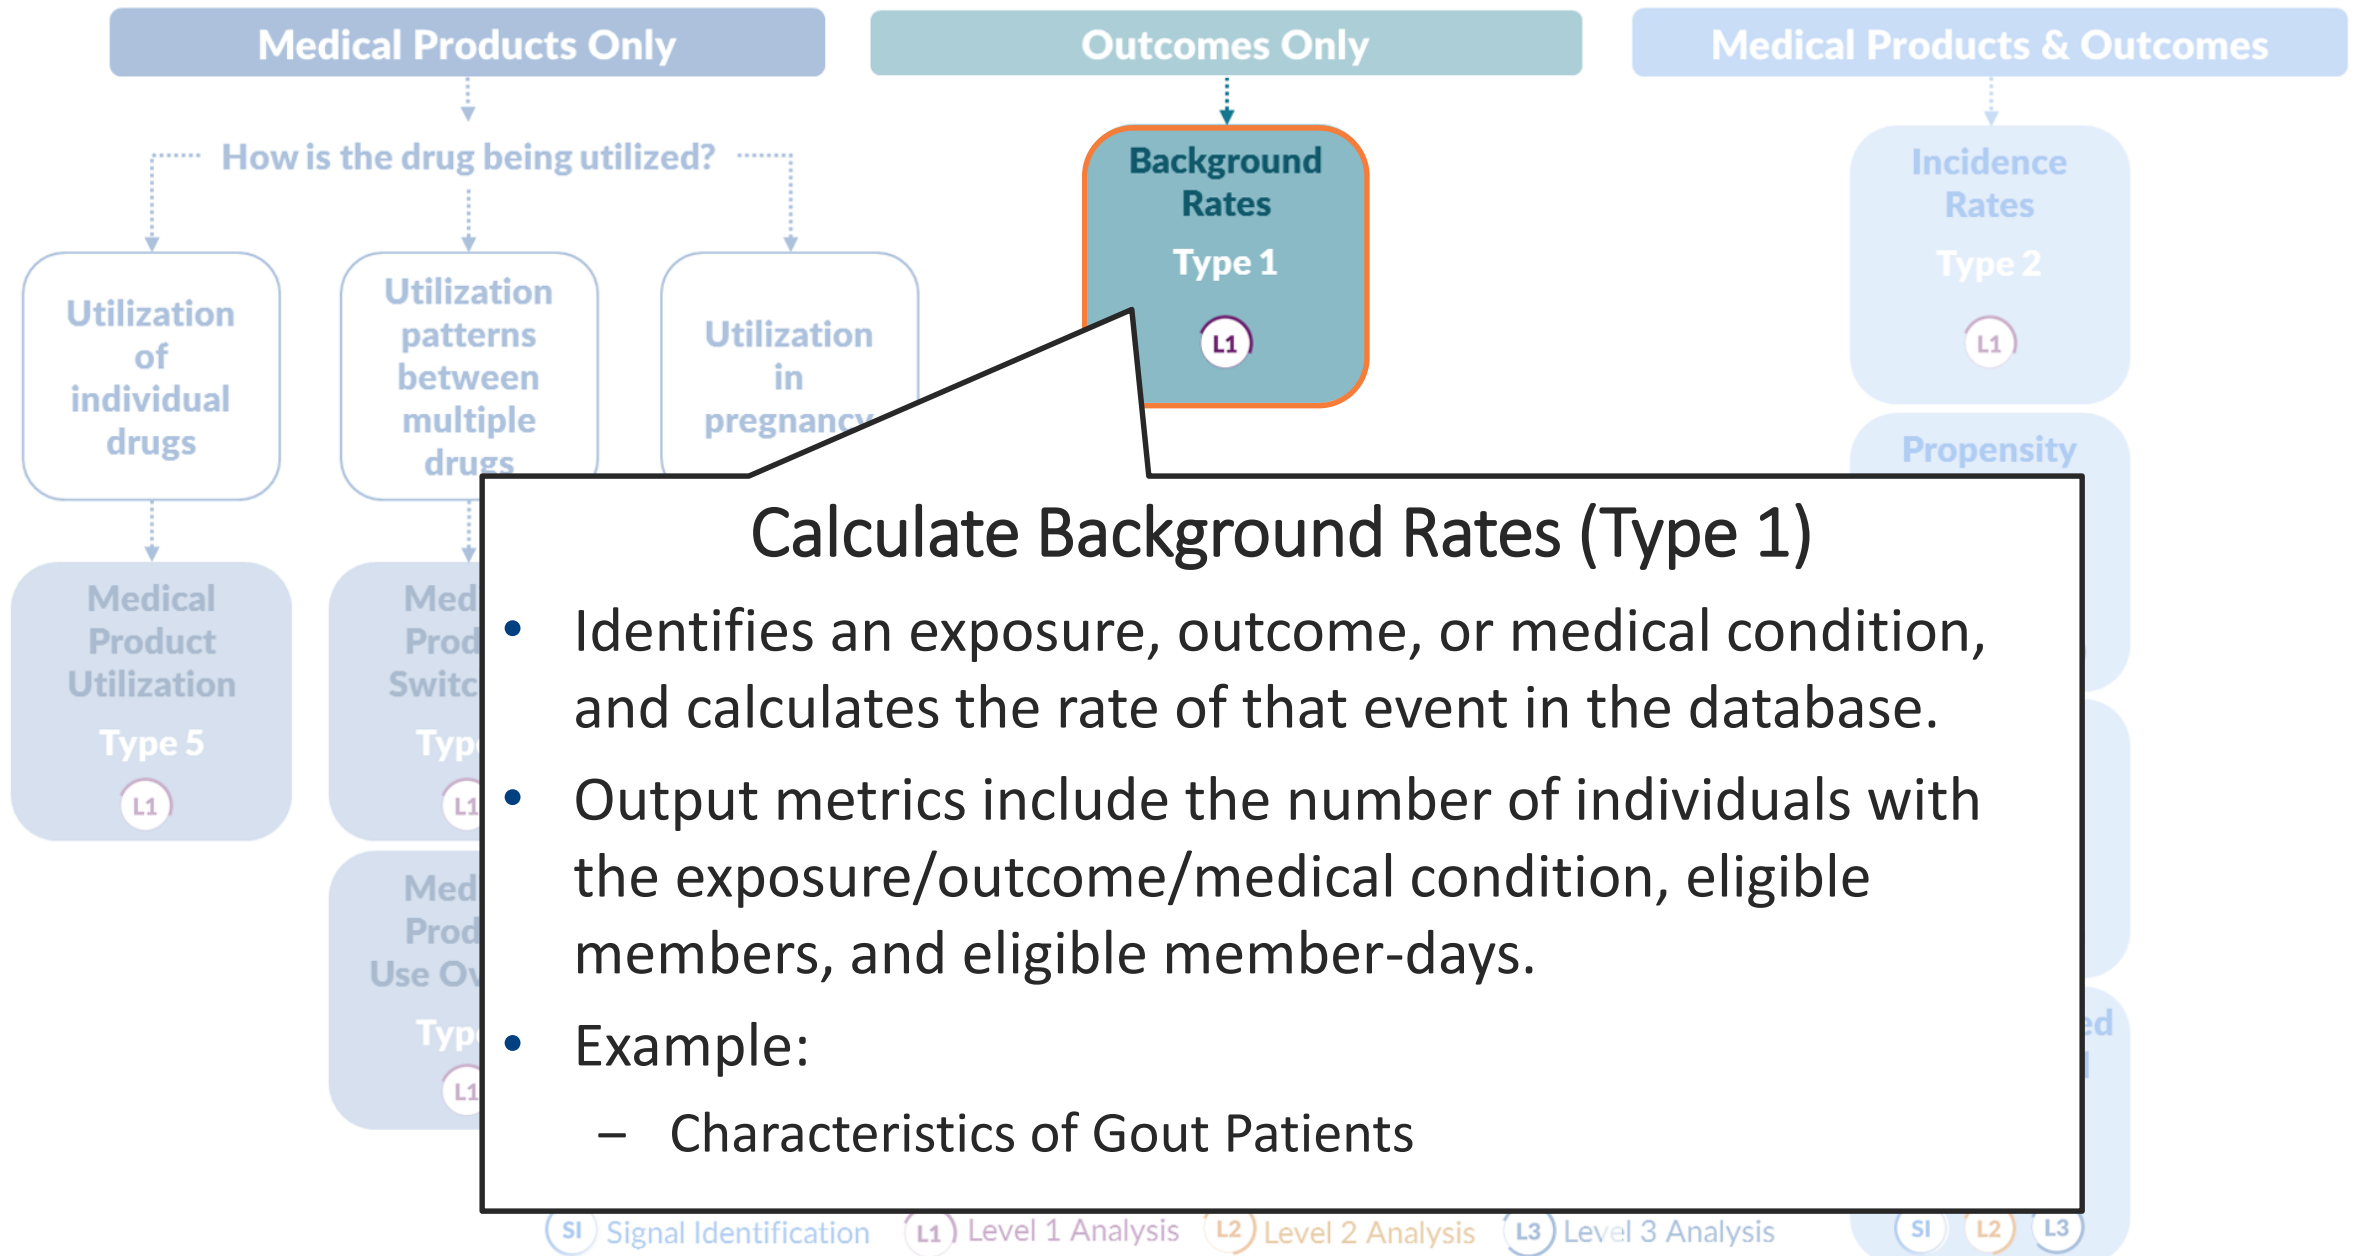 Medical Products Only
Outcomes Only
Medical Products & Outcomes
How is the drug being utilized?
Utilization
of
individual
drugs
Utilization
patterns
between
multiple
drugs
Utilization
in
pregnancy
Background
Rates
Type 1
L1
Incidence
Rates
Type 2
L1
Propensity
Medical
Product
Utilization
Type 5
L1
L1
L1
Calculate Background Rates (Type 1)
• Identifies an exposure, outcome, or medical condition,
and calculates the rate of that event in the database.
• Output metrics include the number of individuals with
the exposure/outcome/medical condition, eligible
members, and eligible member-days.
• Example:
– Characteristics of Gout Patients
SI Signal Identification L1 Level 1 Analysis L2 Level 2 Analysis L3 Level 3 Analysis
SI L2 L3